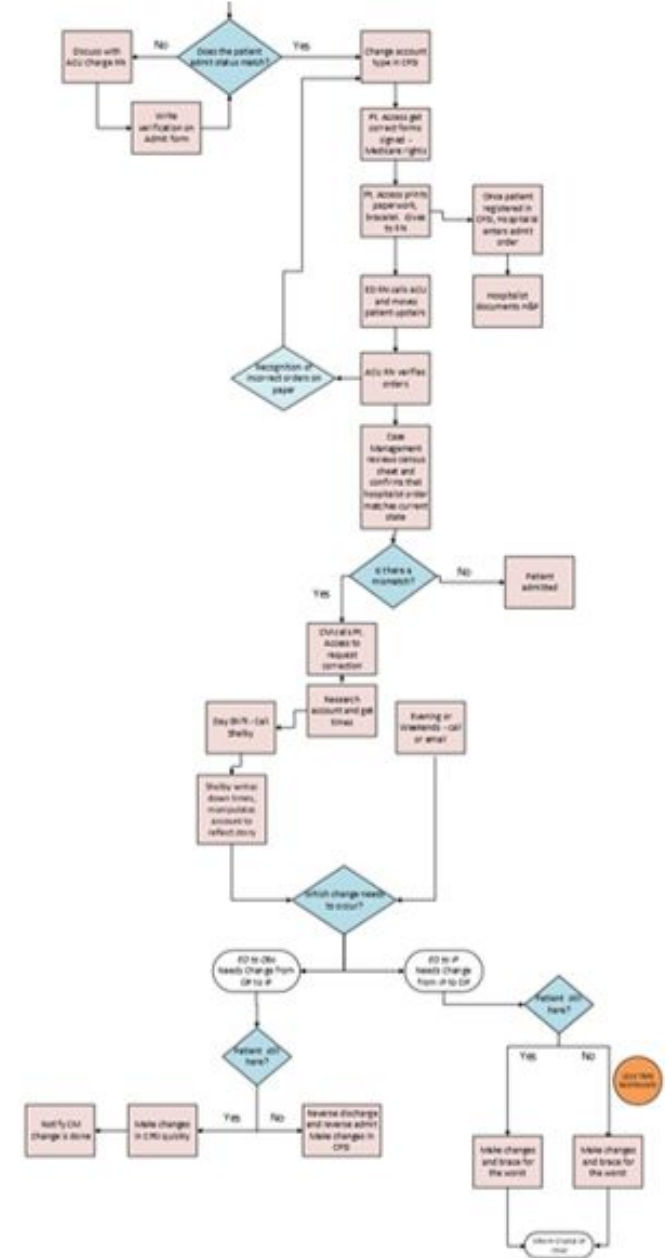 No
Yes
Discuss with
ACU Charge RN
Does the patient
admit status match?
Change account
type in CPSI
Write
verification on
Admit form
Pt. Access get
correct forms
signed -
Medicare rights
Pt. Access prints
paperwork,
bracelet. Gives
to RN
Once patient
registered in
CPSI, Hospitalist
enters admit
order
ED RN calls ACU
and moves
patient upstairs
Hospitalist
documents H&P
Recognition of
incorrect orders on
paper
ACU RN verifies
orders
Case
Management
reviews census
sheet and
confirms that
hospitalist order
matches current
state
Is there a
mismatch?
No
Patient
admitted
Yes
CM calls Pt.
Access to
request
correction
Research
account and get
times
Day Shift - Call
Shelby
Evening or
Weekends - call
or email
Shelby writes
down times,
manipulates
account to
reflect story
Which change needs
to occur?
ED to Obs
Needs Change from
OP to IP
ED to IP
Needs Change
from IP to OP
Patient still
here?
Patient still
here?
Yes
No
Notify CM
change's done
Make changes
in CPSI quickly
Yes
No
Reverse discharge
and reverse admit
Make changes in
CPSI
Make changes
and brace for
the worst
Make changes
and brace for
the worst